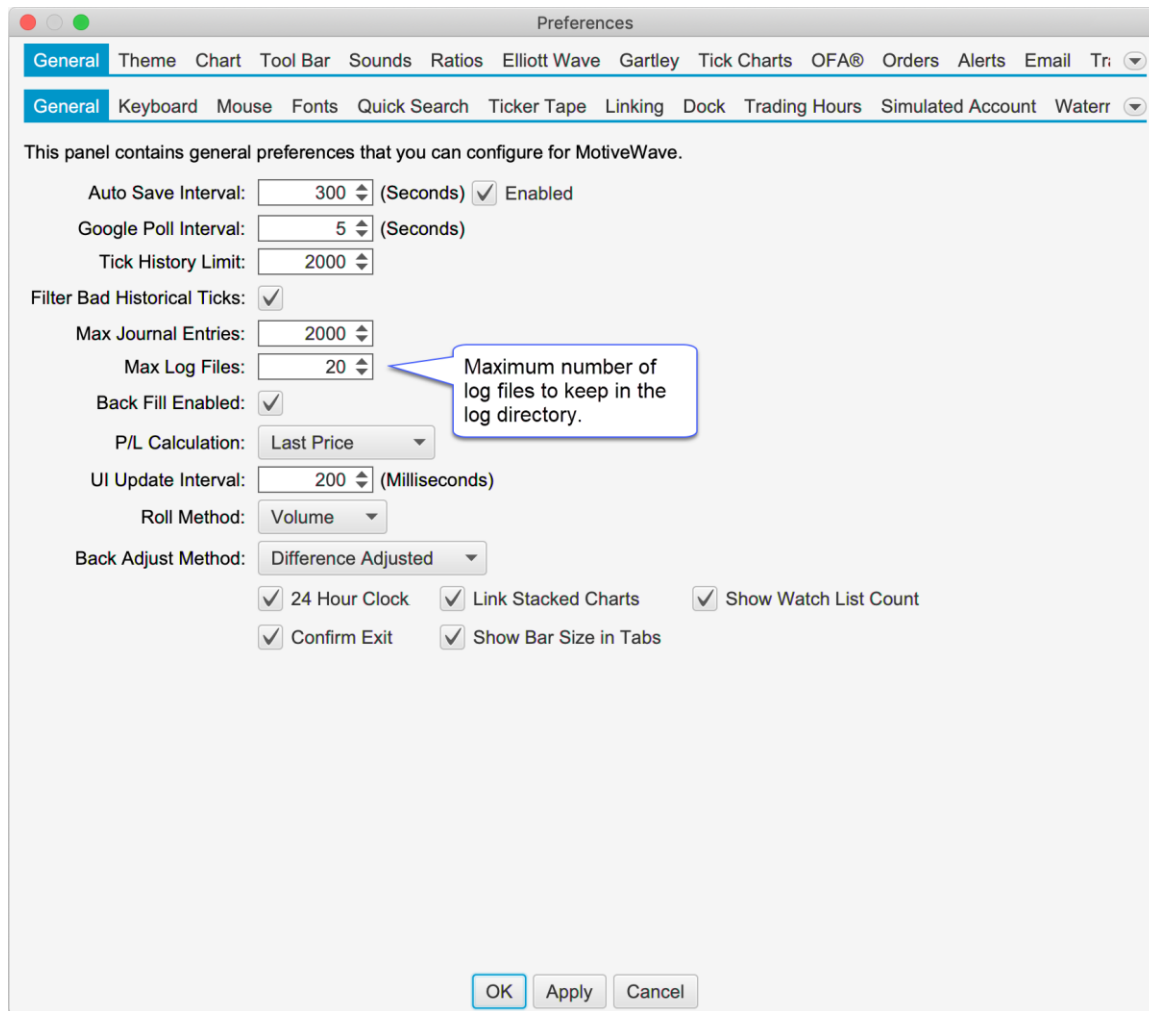 Preferences
General Theme Chart Tool Bar Sounds Ratios Elliott Wave Gartley Tick Charts OFA® Orders Alerts Email
General Keyboard Mouse Fonts Quick Search Ticker Tape Linking Dock Trading Hours Simulated Account
This panel contains general preferences that you can configure for MotiveWave.
Auto Save Interval: 300 (Seconds) Enabled
Google Poll Interval: 5 (Seconds)
Tick History Limit: 2000
Filter Bad Historical Ticks:
Max Journal Entries: 2000
Max Log Files: 20
Maximum number of
log files to keep in the
log directory.
Back Fill Enabled:
P/L Calculation: Last Price
UI Update Interval: 200 (Milliseconds)
Roll Method: Volume
Back Adjust Method: Difference Adjusted
24 Hour Clock Link Stacked Charts Show Watch List Count
Confirm Exit Show Bar Size in Tabs
OK Apply Cancel